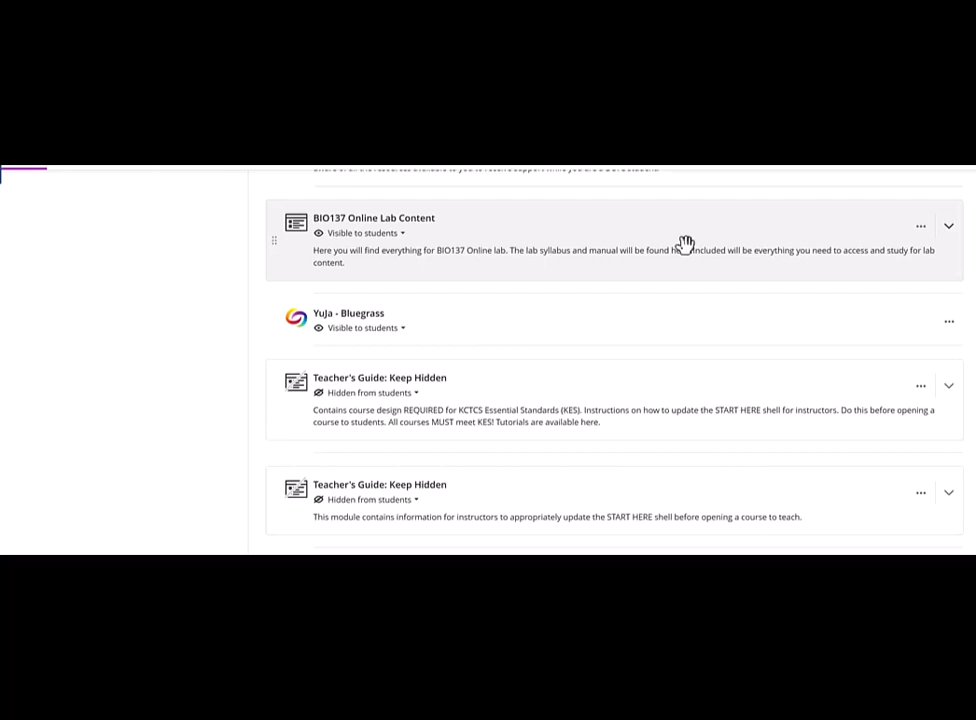 BIO137 Online Lab Content
Visible to students
Here you will find everything for BIO137 Online lab. The lab syllabus and manual will be found included will be everything you need to access and study for lab
content.
YuJa - Bluegrass
Visible to students
Teacher's Guide: Keep Hidden
Hidden from students
Contains course design REQUIRED for KCTCS Essential Standards (KES). Instructions on how to update the START HERE shell for instructors. Do this before opening a
course to students. All courses MUST meet KES! Tutorials are available here.
Teacher's Guide: Keep Hidden
Hidden from students
This module contains information for instructors to appropriately update the START HERE shell before opening a course to teach.